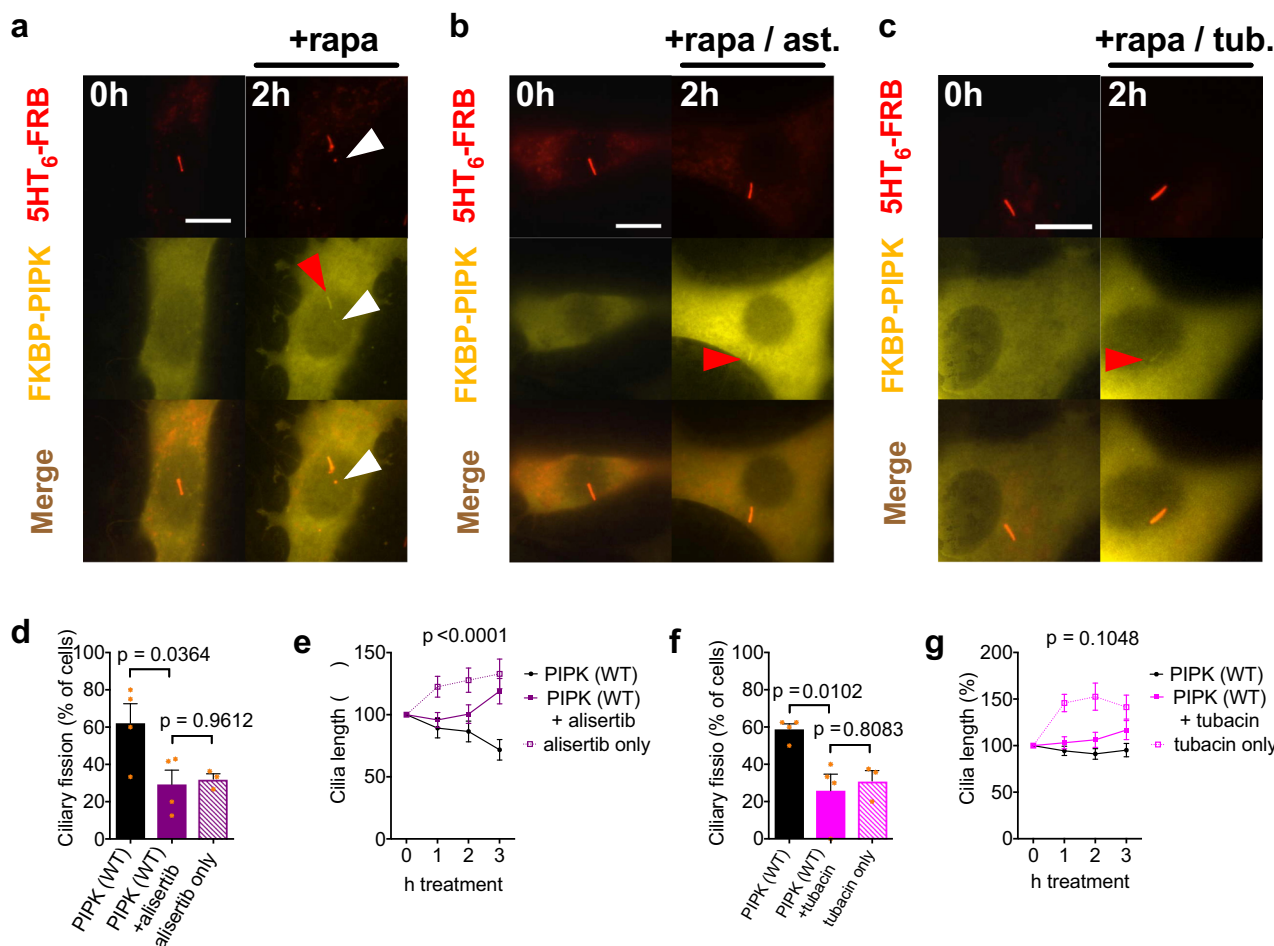 a
+rapa
0h
2h
5HT6-FRB
FKBP-PIPK
Merge
b
+rapa / ast.
0h
2h
5HT6-FRB
FKBP-PIPK
Merge
c
+rapa / tub.
0h
2h
5HT6-FRB
FKBP-PIPK
Merge
d
Ciliary fission (% of cells)
100
80
60
40
20
0
p = 0.0364
p = 0.9612
PIPK (WT)
PIPK (WT)
+alisertib
alisertib only
e
p <0.0001
Cilia length ( )
150
100
50
0
0 1 2 3
h treatment
PIPK (WT)
PIPK (WT)
+ alisertib
alisertib only
f
Ciliary fissio (% of cells)
100
80
60
40
20
0
p = 0.0102
p = 0.8083
PIPK (WT)
PIPK (WT)
+tubacin
tubacin only
g
p = 0.1048
Cilia length (%)
200
150
100
50
0
0 1 2 3
h treatment
PIPK (WT)
PIPK (WT)
+ tubacin
tubacin only